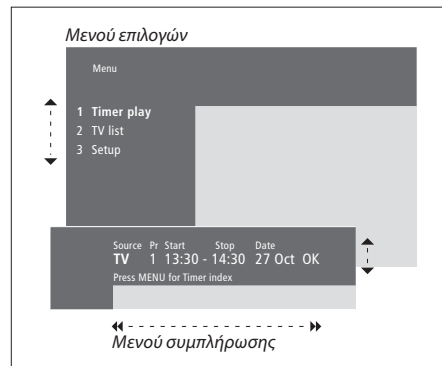 Μενού επιλογών
Menu
1 Timer play
2 TV list
3 Setup
Source Pr Start Stop Date
TV 1 13:30 - 14:30 27 Oct OK
Press MENU for Timer index
Μενού συμπλήρωσης